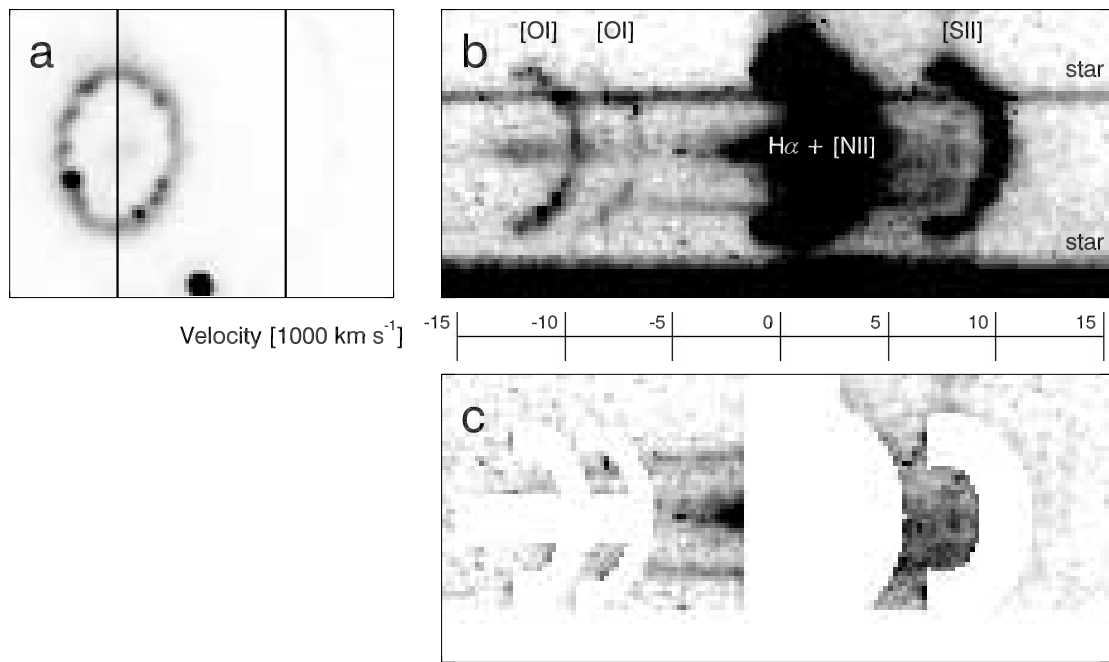 a
b
[OI] [OI] [SII]
star
Hα + [NII]
star
Velocity [1000 km s⁻¹]
-15 -10 -5 0 5 10 15
c